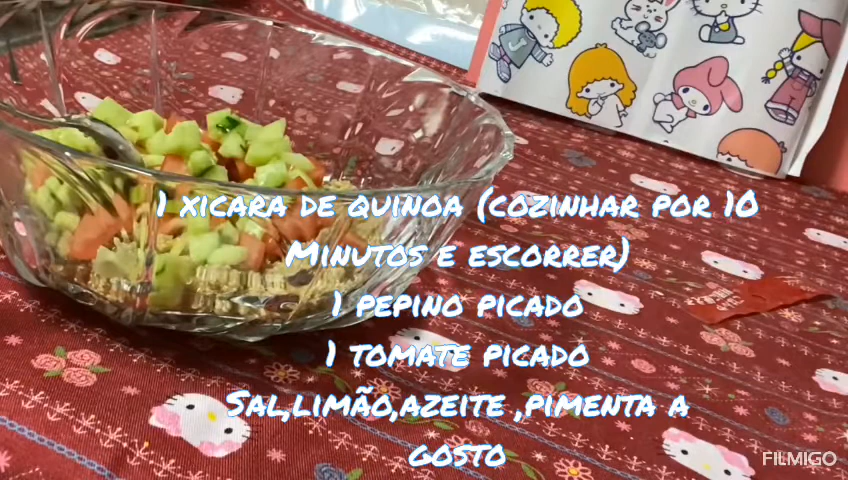 1 xicara de quinoa (cozinhar por 10
Minutos e escorrer)
1 pepino picado
1 tomate picado
Sal,limão,azeite ,pimenta a
gosto
FILMIGO